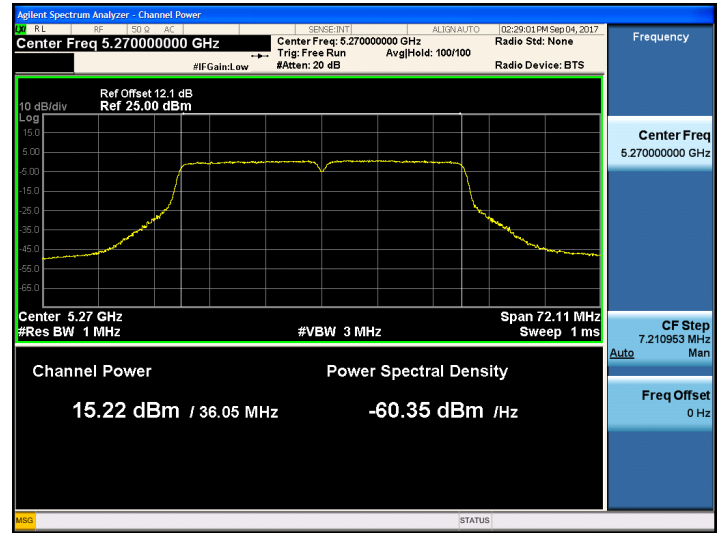 Agilent Spectrum Analyzer - Channel Power
LXI RL RF 50 Ω AC SENSE:INT ALIGN AUTO 02:29:01 PM Sep 04, 2017
Center Freq 5.270000000 GHz
Center Freq: 5.270000000 GHz Radio Std: None
Trig: Free Run Avg|Hold: 100/100
#IFGain:Low #Atten: 20 dB Radio Device: BTS
Frequency
Ref Offset 12.1 dB
10 dB/div Ref 25.00 dBm
Log
15.0
5.00
-5.00
-15.0
-25.0
-35.0
-45.0
-55.0
-65.0
Center 5.27 GHz Span 72.11 MHz
#Res BW 1 MHz #VBW 3 MHz Sweep 1 ms
Channel Power Power Spectral Density
15.22 dBm / 36.05 MHz -60.35 dBm /Hz
Center Freq
5.270000000 GHz
CF Step
7.210953 MHz
Auto Man
Freq Offset
0 Hz
MSG STATUS